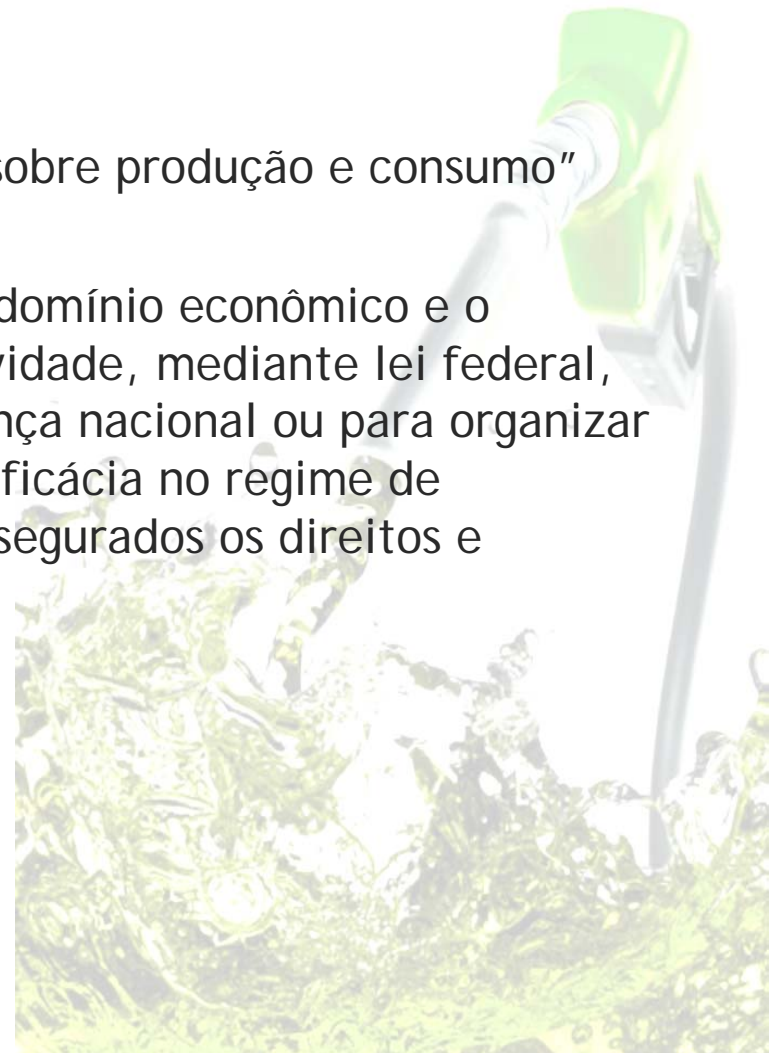 sobre produção e consumo”
domínio econômico e o
vidade, mediante lei federal,
nça nacional ou para organizar
ficácia no regime de
segurados os direitos e